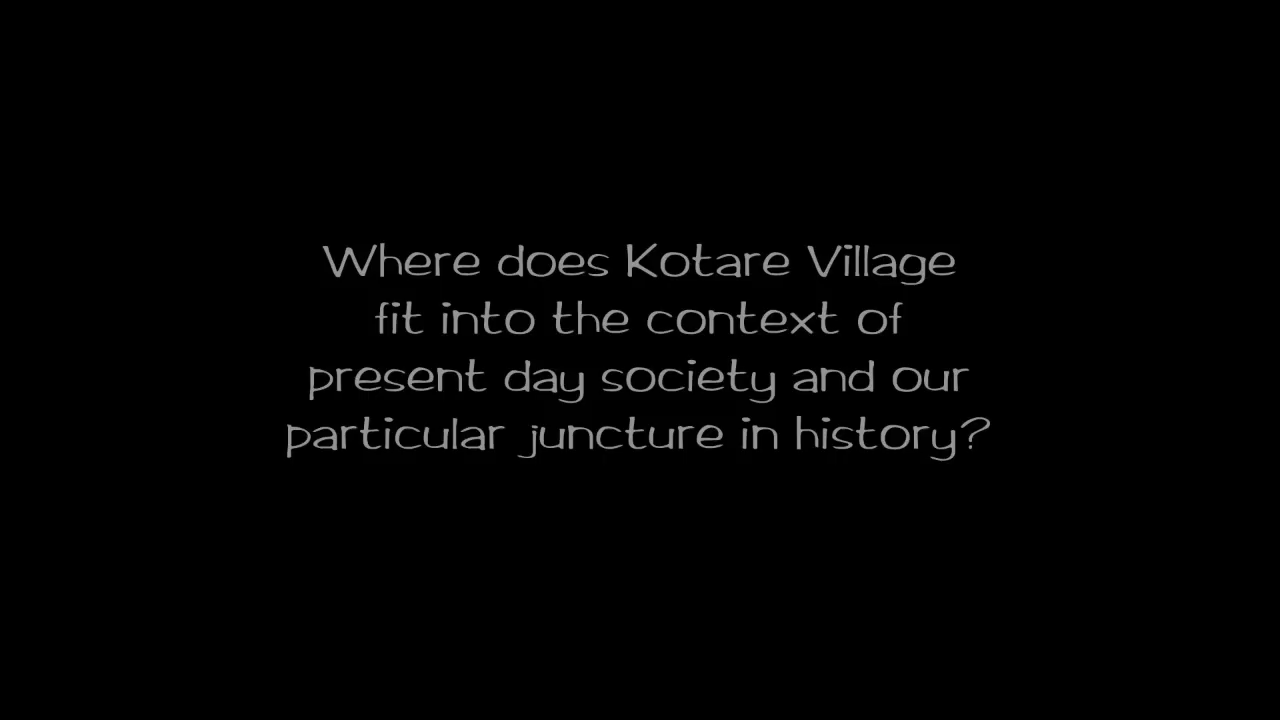 Where does Kotare Village
fit into the context of
present day society and our
particular juncture in history?